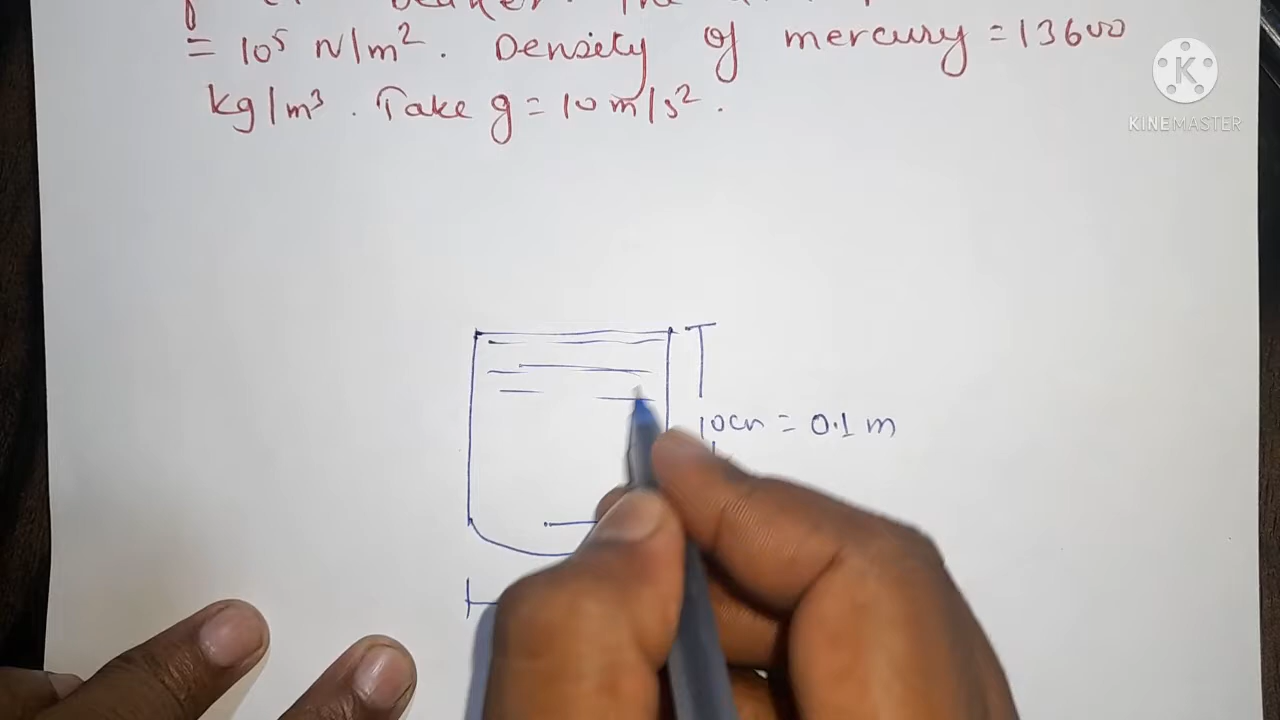 = 10⁵ N/m². Density of mercury = 13600
kg/m³. Take g = 10 m/s².
KINEMASTER
10cm = 0.1 m